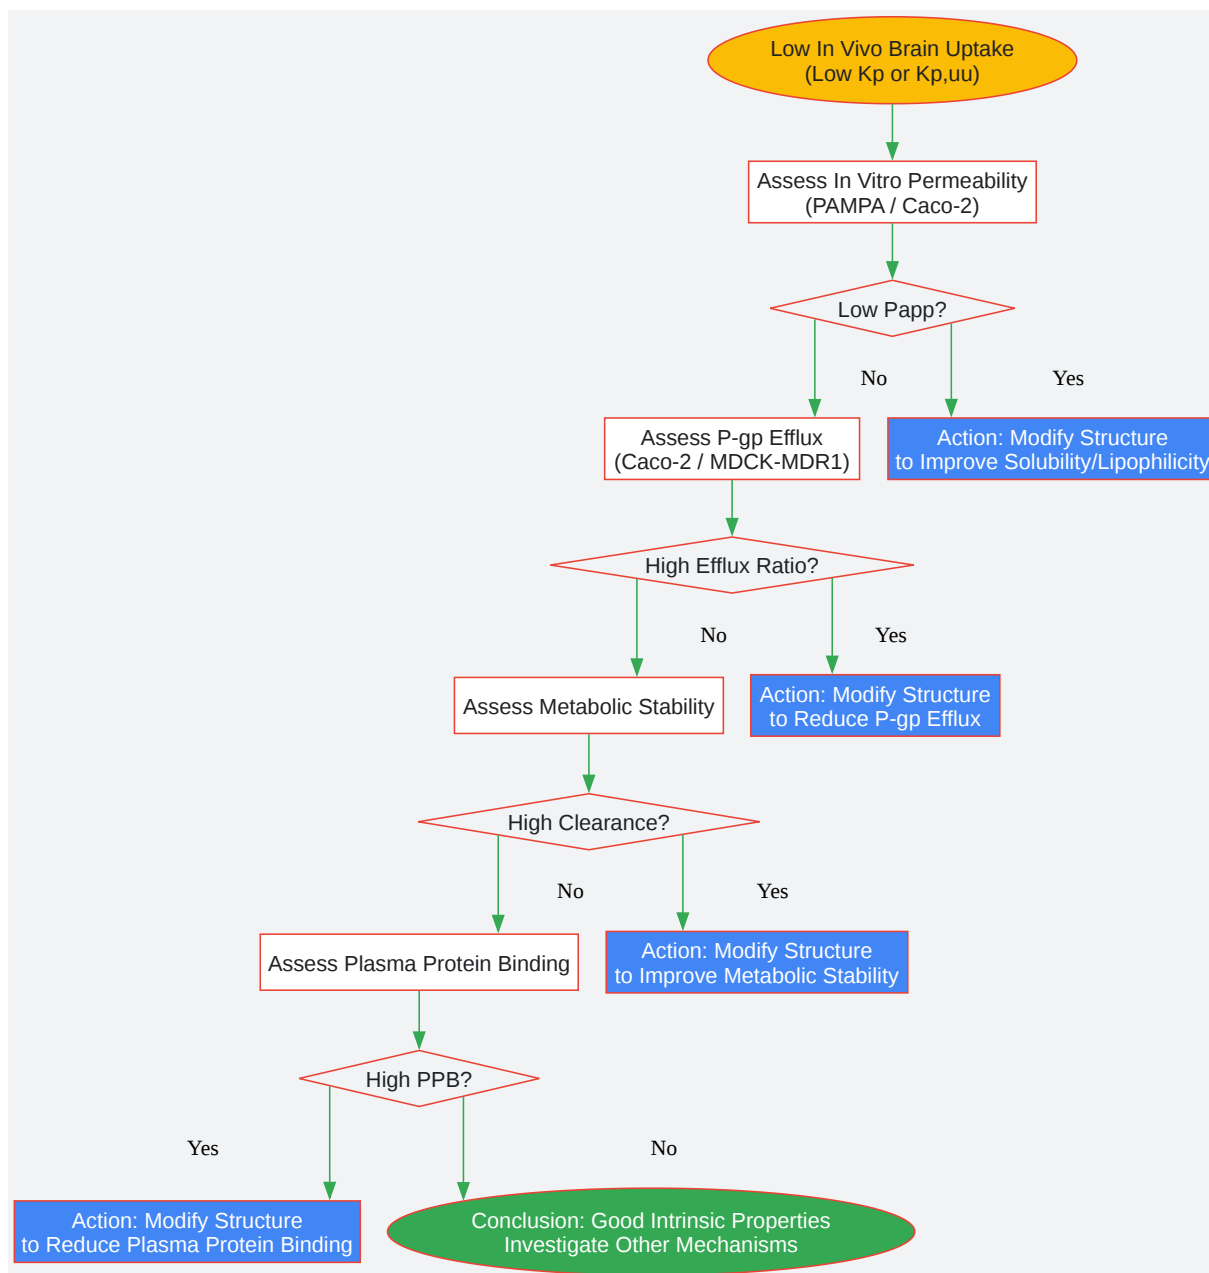 Low In Vivo Brain Uptake
(Low Kp or Kp,uu)
Assess In Vitro Permeability
(PAMPA / Caco-2)
Low Papp?
No
Yes
Assess P-gp Efflux
(Caco-2 / MDCK-MDR1)
Action: Modify Structure
to Improve Solubility/Lipophilicity
High Efflux Ratio?
No
Yes
Assess Metabolic Stability
Action: Modify Structure
to Reduce P-gp Efflux
High Clearance?
No
Yes
Assess Plasma Protein Binding
Action: Modify Structure
to Improve Metabolic Stability
High PPB?
Yes
No
Action: Modify Structure
to Reduce Plasma Protein Binding
Conclusion: Good Intrinsic Properties
Investigate Other Mechanisms